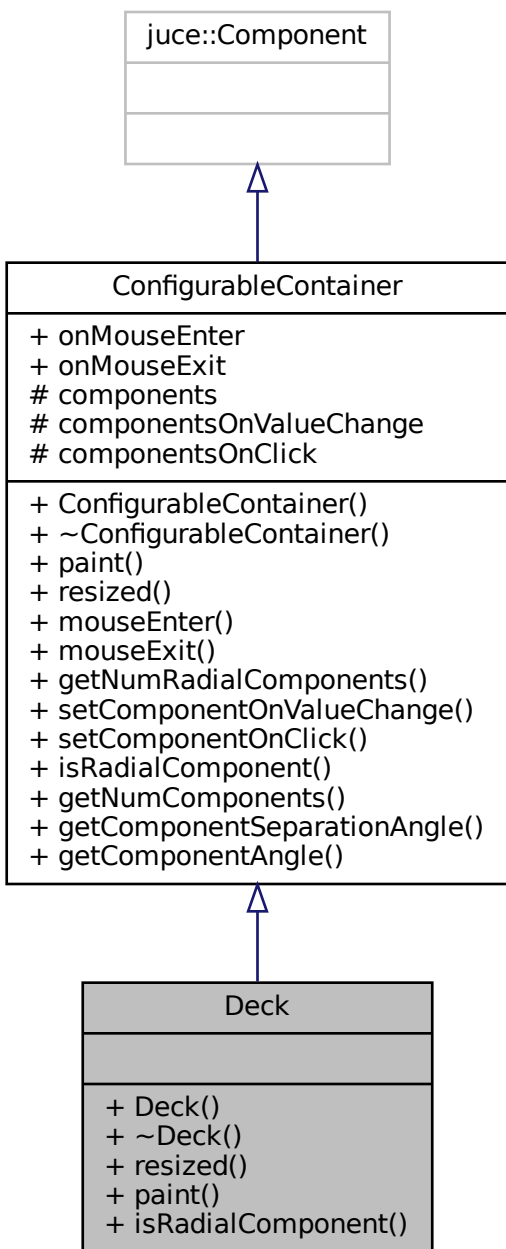 juce::Component
ConfigurableContainer
+ onMouseEnter
+ onMouseExit
# components
# componentsOnValueChange
# componentsOnClick
+ ConfigurableContainer()
+ ~ConfigurableContainer()
+ paint()
+ resized()
+ mouseEnter()
+ mouseExit()
+ getNumRadialComponents()
+ setComponentOnValueChange()
+ setComponentOnClick()
+ isRadialComponent()
+ getNumComponents()
+ getComponentSeparationAngle()
+ getComponentAngle()
Deck
+ Deck()
+ ~Deck()
+ resized()
+ paint()
+ isRadialComponent()